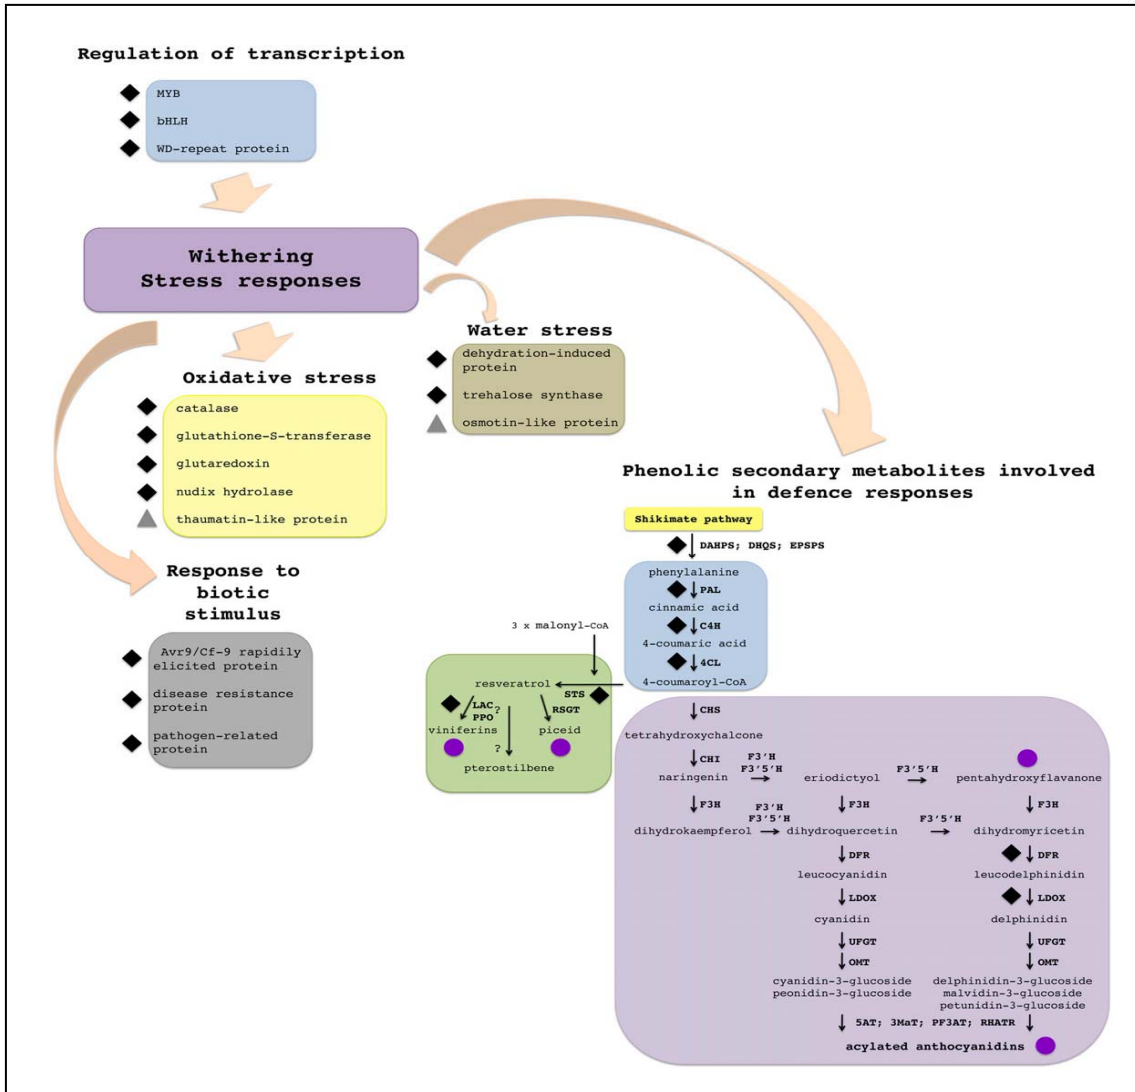 Regulation of transcription
MYB
bHLH
WD-repeat protein
Withering
Stress responses
Water stress
dehydration-induced
protein
trehalose synthase
osmotin-like protein
Oxidative stress
catalase
glutathione-S-transferase
glutaredoxin
nudix hydrolase
thaumatin-like protein
Response to
biotic
stimulus
Avr9/Cf-9 rapidily
elicited protein
disease resistance
protein
pathogen-related
protein
Phenolic secondary metabolites involved
in defence responses
Shikimate pathway
DAHPS; DHQS; EPSPS
phenylalanine
PAL
cinnamic acid
C4H
4-coumaric acid
4CL
4-coumaroyl-CoA
3 x malonyl-CoA
resveratrol
STS
LAC ?
PPO
RSGT
viniferins
piceid
?
pterostilbene
CHS
tetrahydroxychalcone
CHI
F3'H
F3'5'H
F3'5'H
naringenin
eriodictyol
pentahydroxyflavanone
F3H
F3'H
F3'5'H
F3H
F3'5'H
F3H
dihydrokaempferol
dihydroquercetin
dihydromyricetin
DFR
DFR
leucocyanidin
leucodelphinidin
LDOX
LDOX
cyanidin
delphinidin
UFGT
UFGT
OMT
OMT
cyanidin-3-glucoside
peonidin-3-glucoside
delphinidin-3-glucoside
malvidin-3-glucoside
petunidin-3-glucoside
5AT; 3MaT; PF3AT; RHATR
acylated anthocyanidins